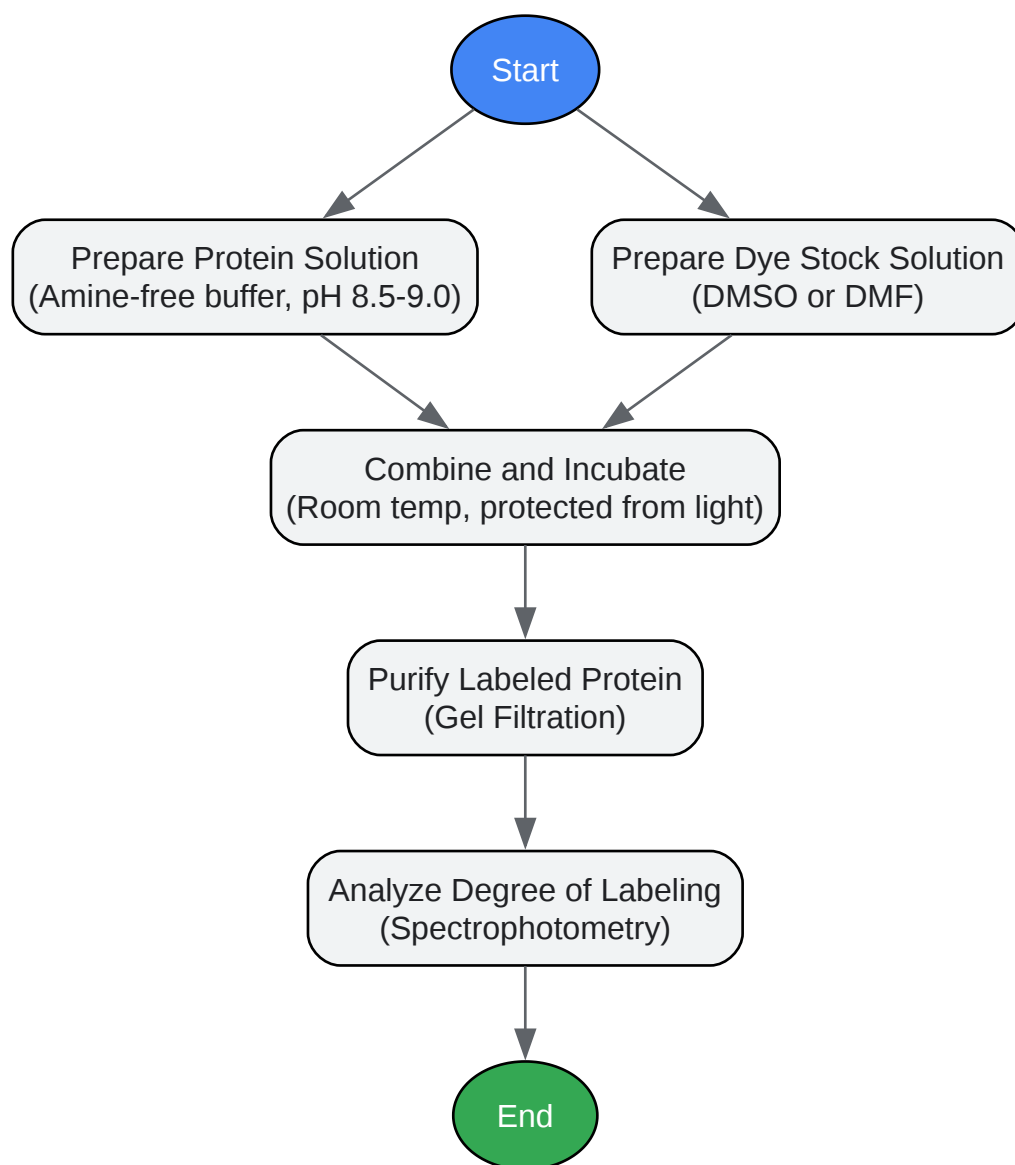 Start
Prepare Protein Solution
(Amine-free buffer, pH 8.5-9.0)
Prepare Dye Stock Solution
(DMSO or DMF)
Combine and Incubate
(Room temp, protected from light)
Purify Labeled Protein
(Gel Filtration)
Analyze Degree of Labeling
(Spectrophotometry)
End